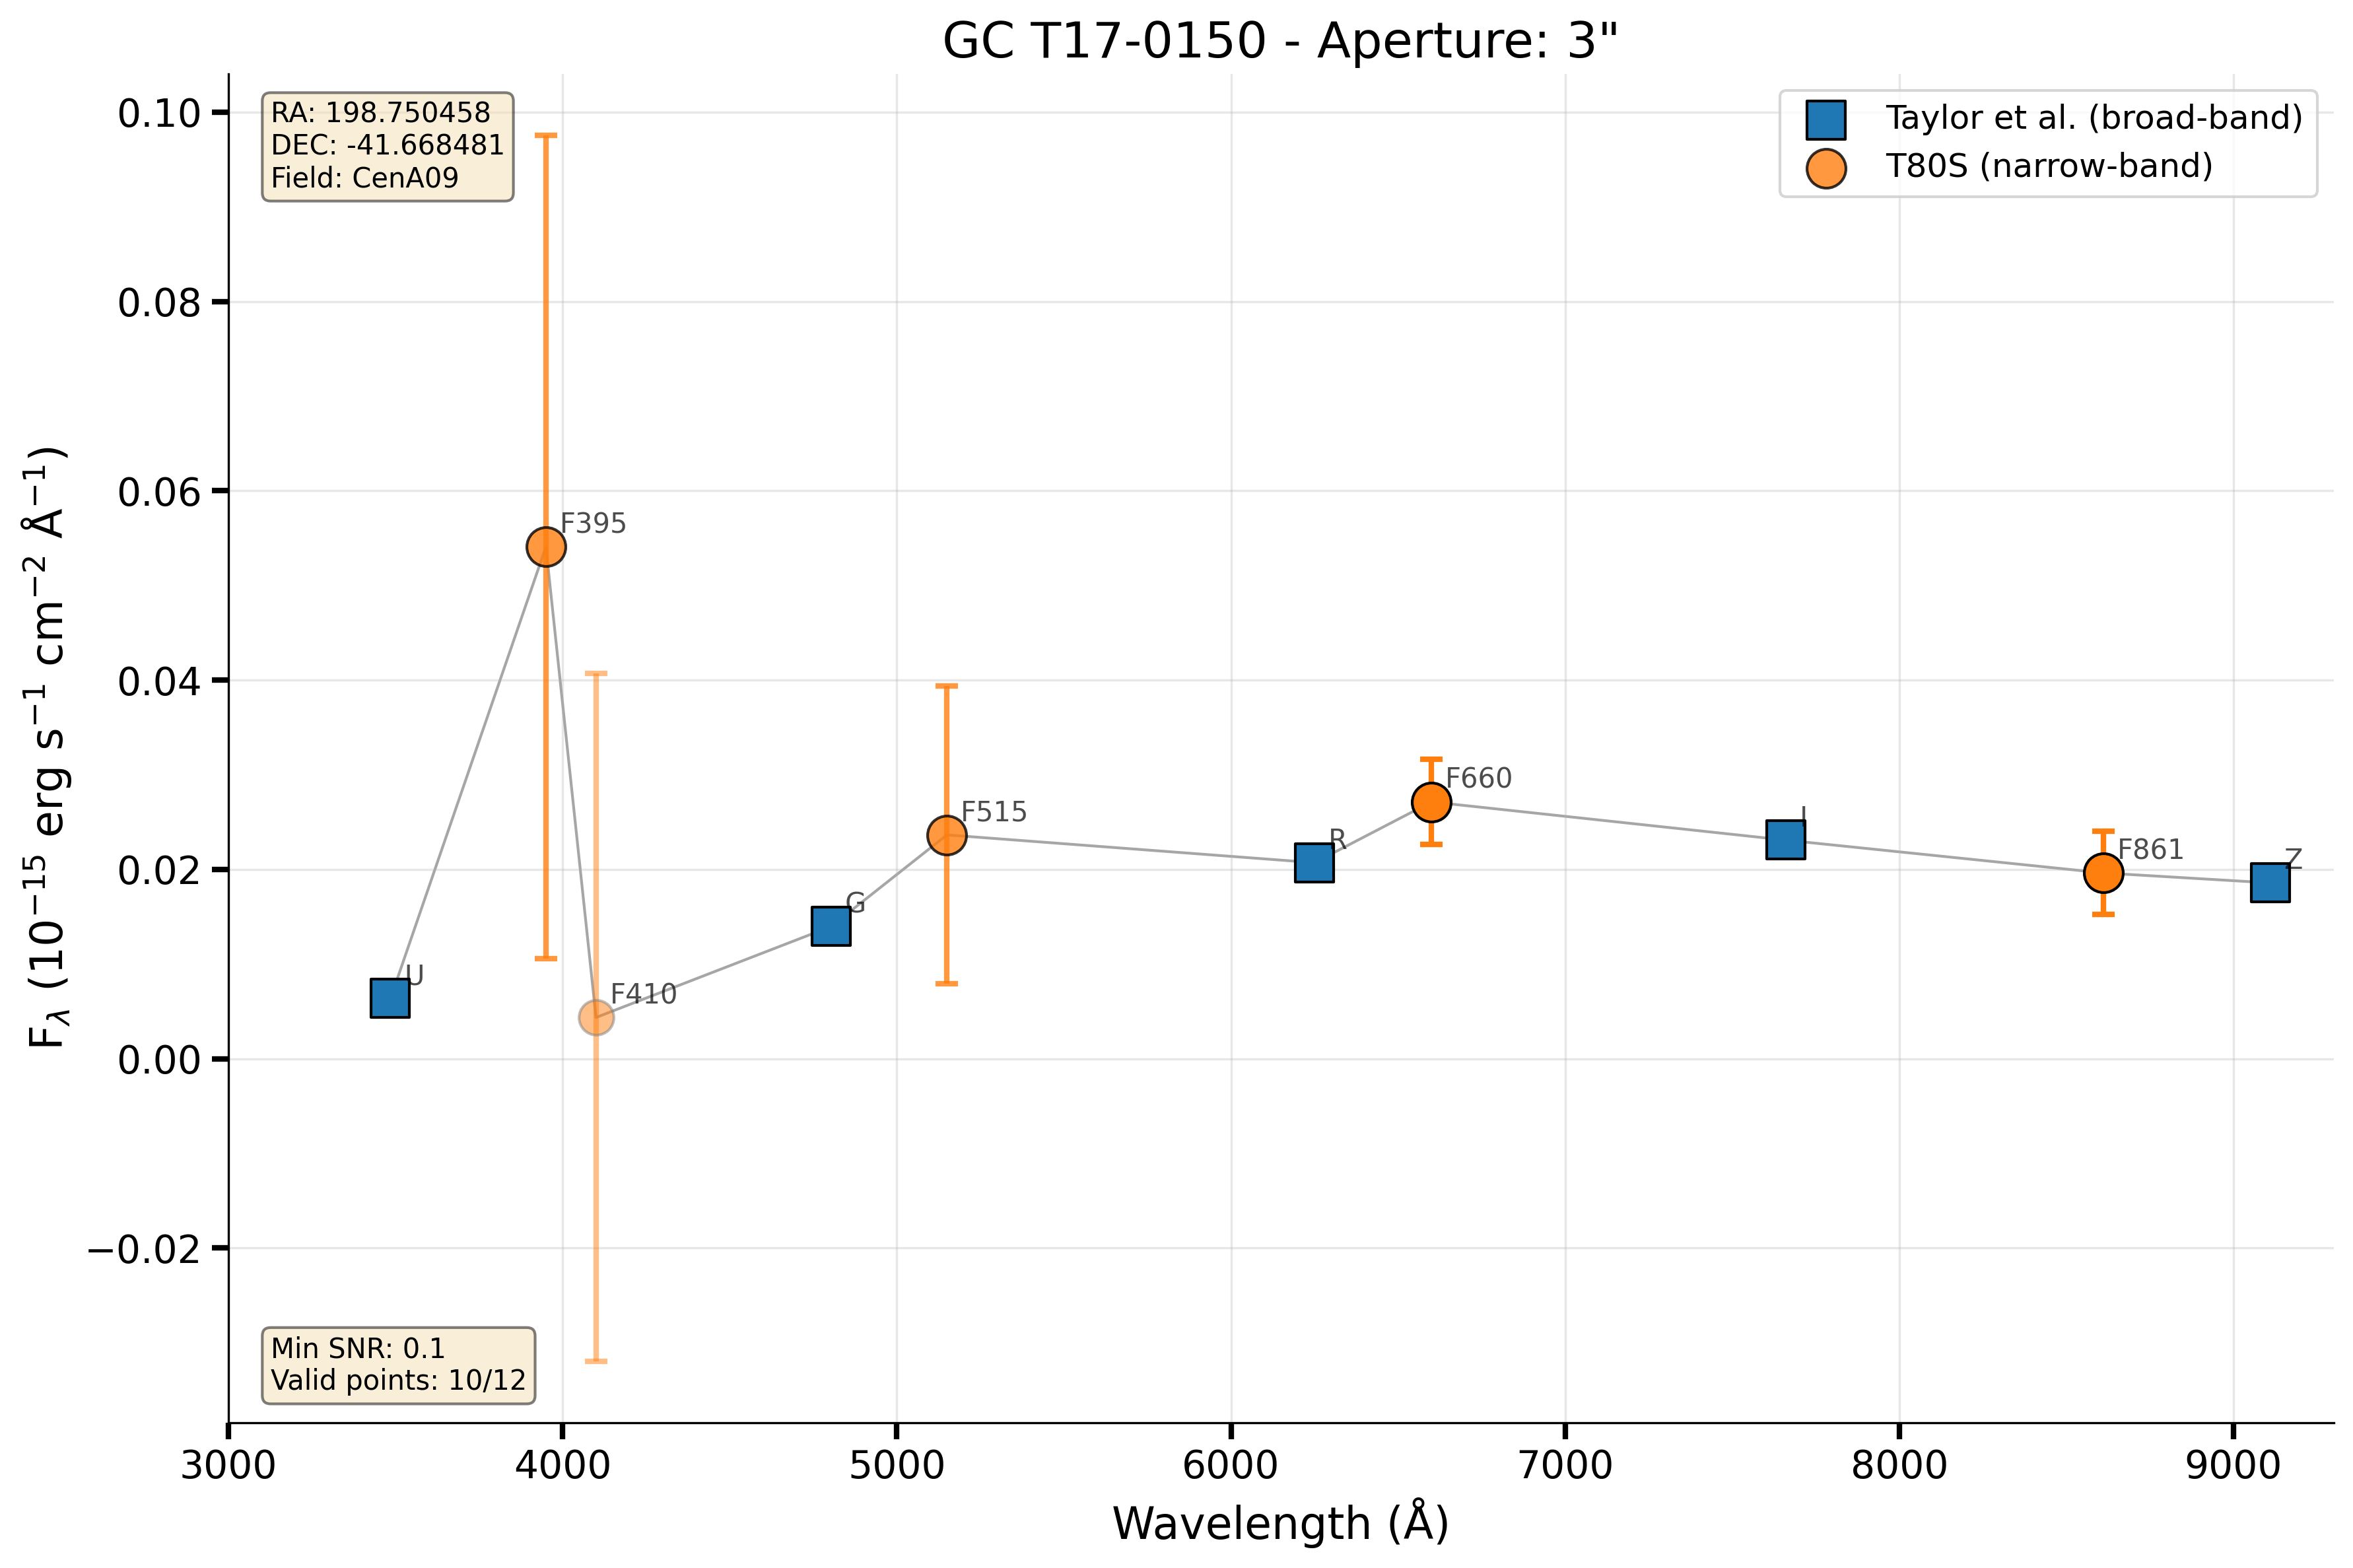 GC T17-0150 - Aperture: 3"
RA: 198.750458
DEC: -41.668481
Field: CenA09
Taylor et al. (broad-band)
T80S (narrow-band)
0.10
0.08
0.06
0.04
0.02
0.00
−0.02
F_λ (10⁻¹⁵ erg s⁻¹ cm⁻² Å⁻¹)
U
F395
F410
G
F515
R
F660
I
F861
Z
Min SNR: 0.1
Valid points: 10/12
3000 4000 5000 6000 7000 8000 9000
Wavelength (Å)